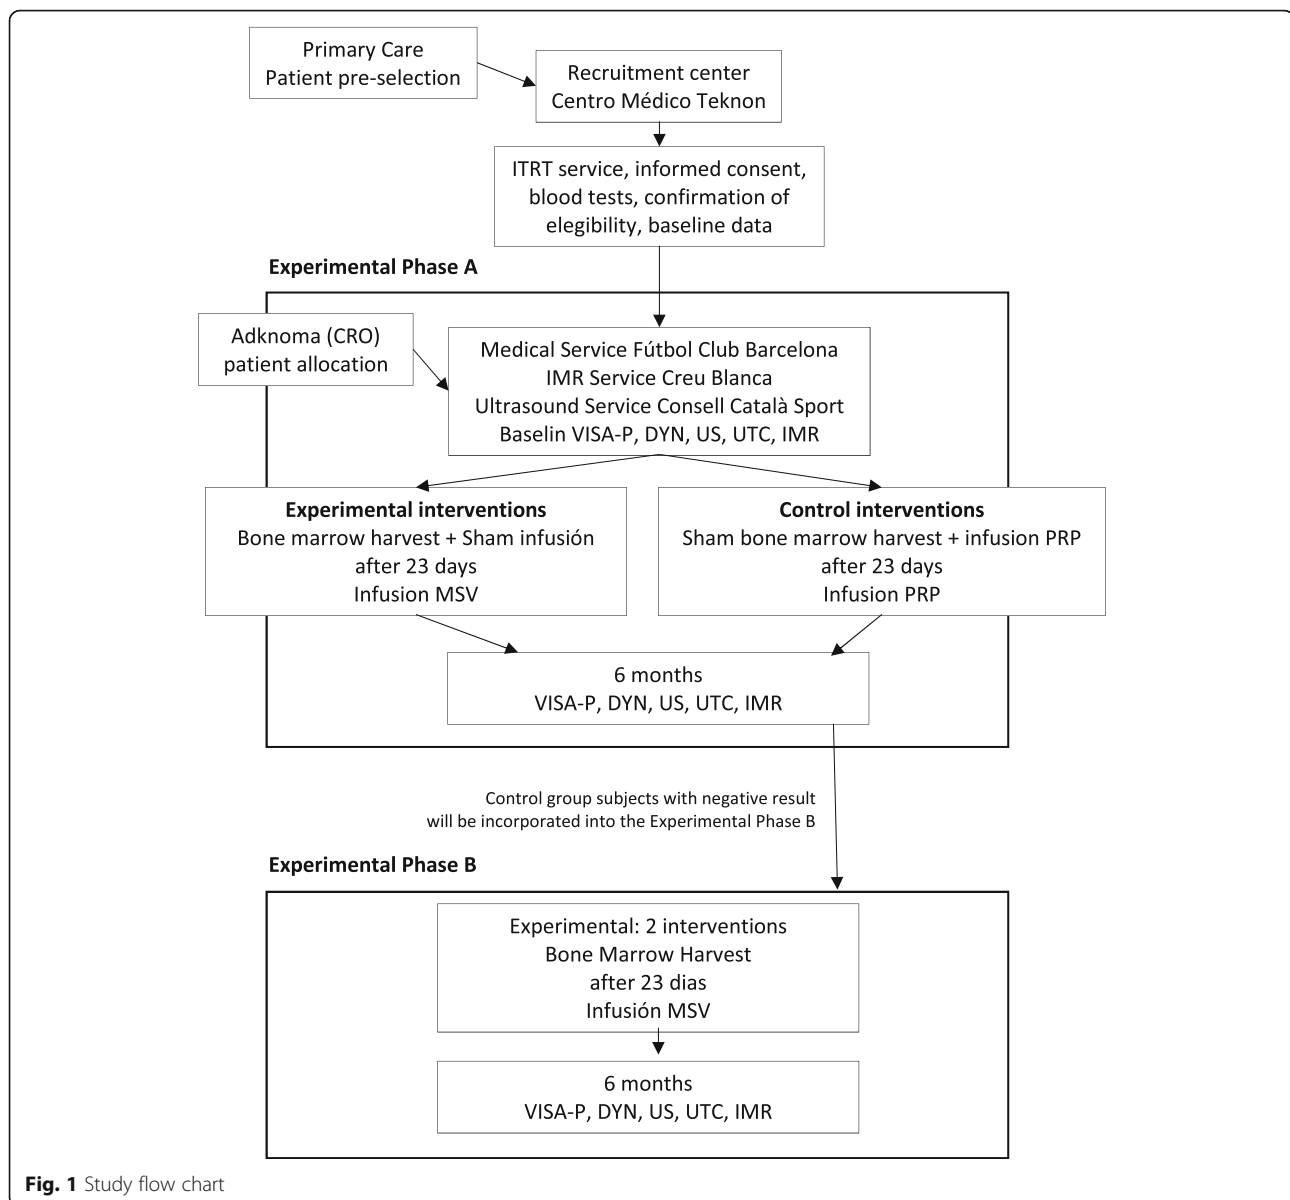 Primary Care
Patient pre-selection
Recruitment center
Centro Médico Teknon
ITRT service, informed consent,
blood tests, confirmation of
elegibility, baseline data
Experimental Phase A
Adknoma (CRO)
patient allocation
Medical Service Fútbol Club Barcelona
IMR Service Creu Blanca
Ultrasound Service Consell Català Sport
Baselin VISA-P, DYN, US, UTC, IMR
Experimental interventions
Bone marrow harvest + Sham infusión
after 23 days
Infusion MSV
Control interventions
Sham bone marrow harvest + infusion PRP
after 23 days
Infusion PRP
6 months
VISA-P, DYN, US, UTC, IMR
Control group subjects with negative result
will be incorporated into the Experimental Phase B
Experimental Phase B
Experimental: 2 interventions
Bone Marrow Harvest
after 23 dias
Infusión MSV
6 months
VISA-P, DYN, US, UTC, IMR
Fig. 1 Study flow chart